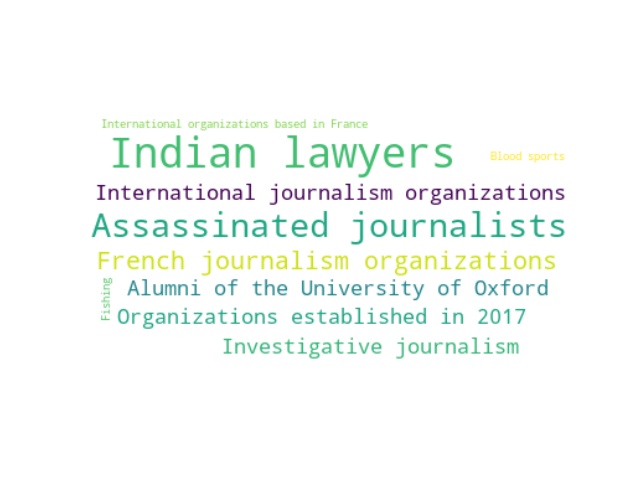 International organizations based in France
Indian lawyers
Blood sports
International journalism organizations
Assassinated journalists
French journalism organizations
Fishing
Alumni of the University of Oxford
Organizations established in 2017
Investigative journalism